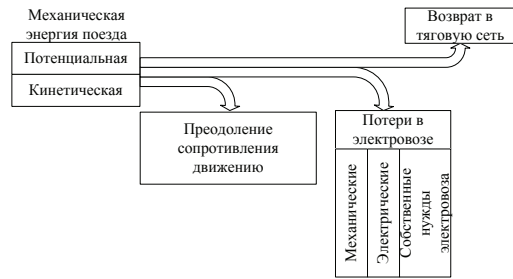 Механическая
энергия поезда
Потенциальная
Кинетическая
Возврат в
тяговую сеть
Преодоление
сопротивления
движению
Потери в
электровозе
Механические
Электрические
Собственные
нужды
электровоза